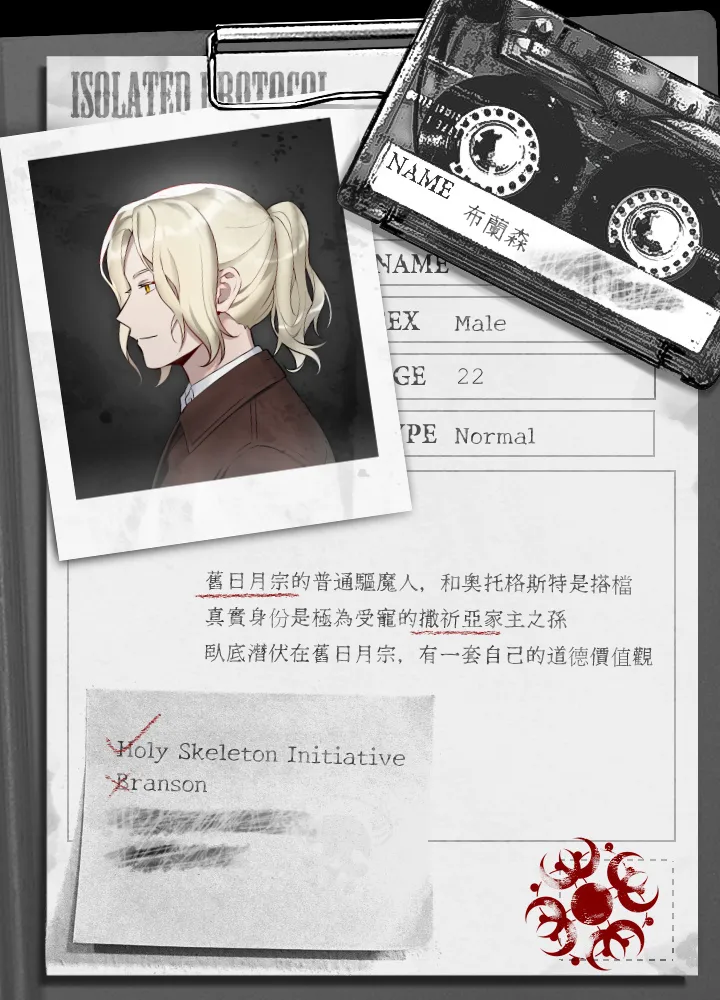 ISOLATED PROTOCOL
NAME
布蘭森
NAME
EX Male
GE 22
YPE Normal
舊日月宗的普通驅魔人，和奧托格斯特是搭檔
真實身份是極為受寵的撒祈亞家主之孫
臥底潛伏在舊日月宗，有一套自己的道德價值觀
Holy Skeleton Initiative
Branson